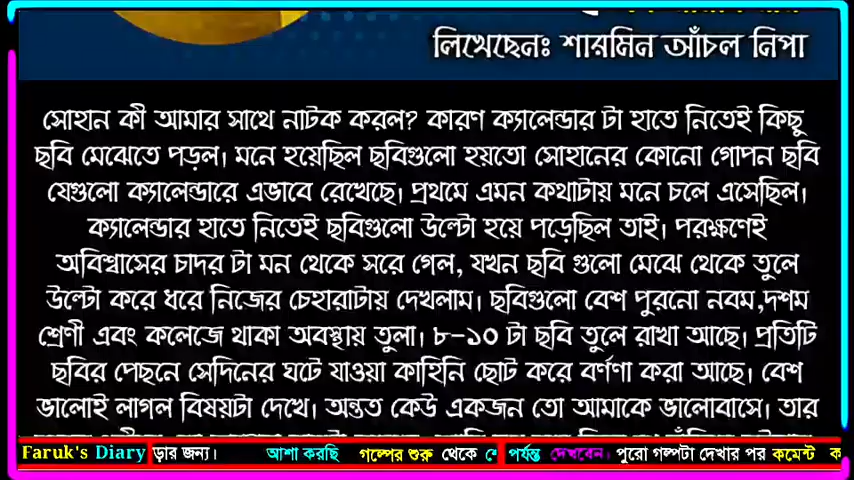 লিখেছেনঃ শারমিন আঁচল নিপা
সোহান কী আমার সাথে নাটক করল? কারণ ক্যালেন্ডার টা হাতে নিতেই কিছু
ছবি মেঝেতে পড়ল। মনে হয়েছিল ছবিগুলো হয়তো সোহানের কোনো গোপন ছবি
যেগুলো ক্যালেন্ডারে এভাবে রেখেছে। প্রথমে এমন কথাটায় মনে চলে এসেছিল।
ক্যালেন্ডার হাতে নিতেই ছবিগুলো উল্টো হয়ে পড়েছিল তাই। পরক্ষণেই
অবিশ্বাসের চাদর টা মন থেকে সরে গেল, যখন ছবি গুলো মেঝে থেকে তুলে
উল্টো করে ধরে নিজের চেহারাটায় দেখলাম। ছবিগুলো বেশ পুরনো নবম,দশম
শ্রেণী এবং কলেজে থাকা অবস্থায় তুলা। ৮-১০ টা ছবি তুলে রাখা আছে। প্রতিটি
ছবির পেছনে সেদিনের ঘটে যাওয়া কাহিনি ছোট করে বর্ণণা করা আছে। বেশ
ভালোই লাগল বিষয়টা দেখে। অন্তত কেউ একজন তো আমাকে ভালোবাসে। তার
Faruk's Diary ড়ার জন্য। আশা করছি গল্পের শুরু থেকে পর্যন্ত দেখবেন। পুরো গল্পটা দেখার পর কমেন্ট